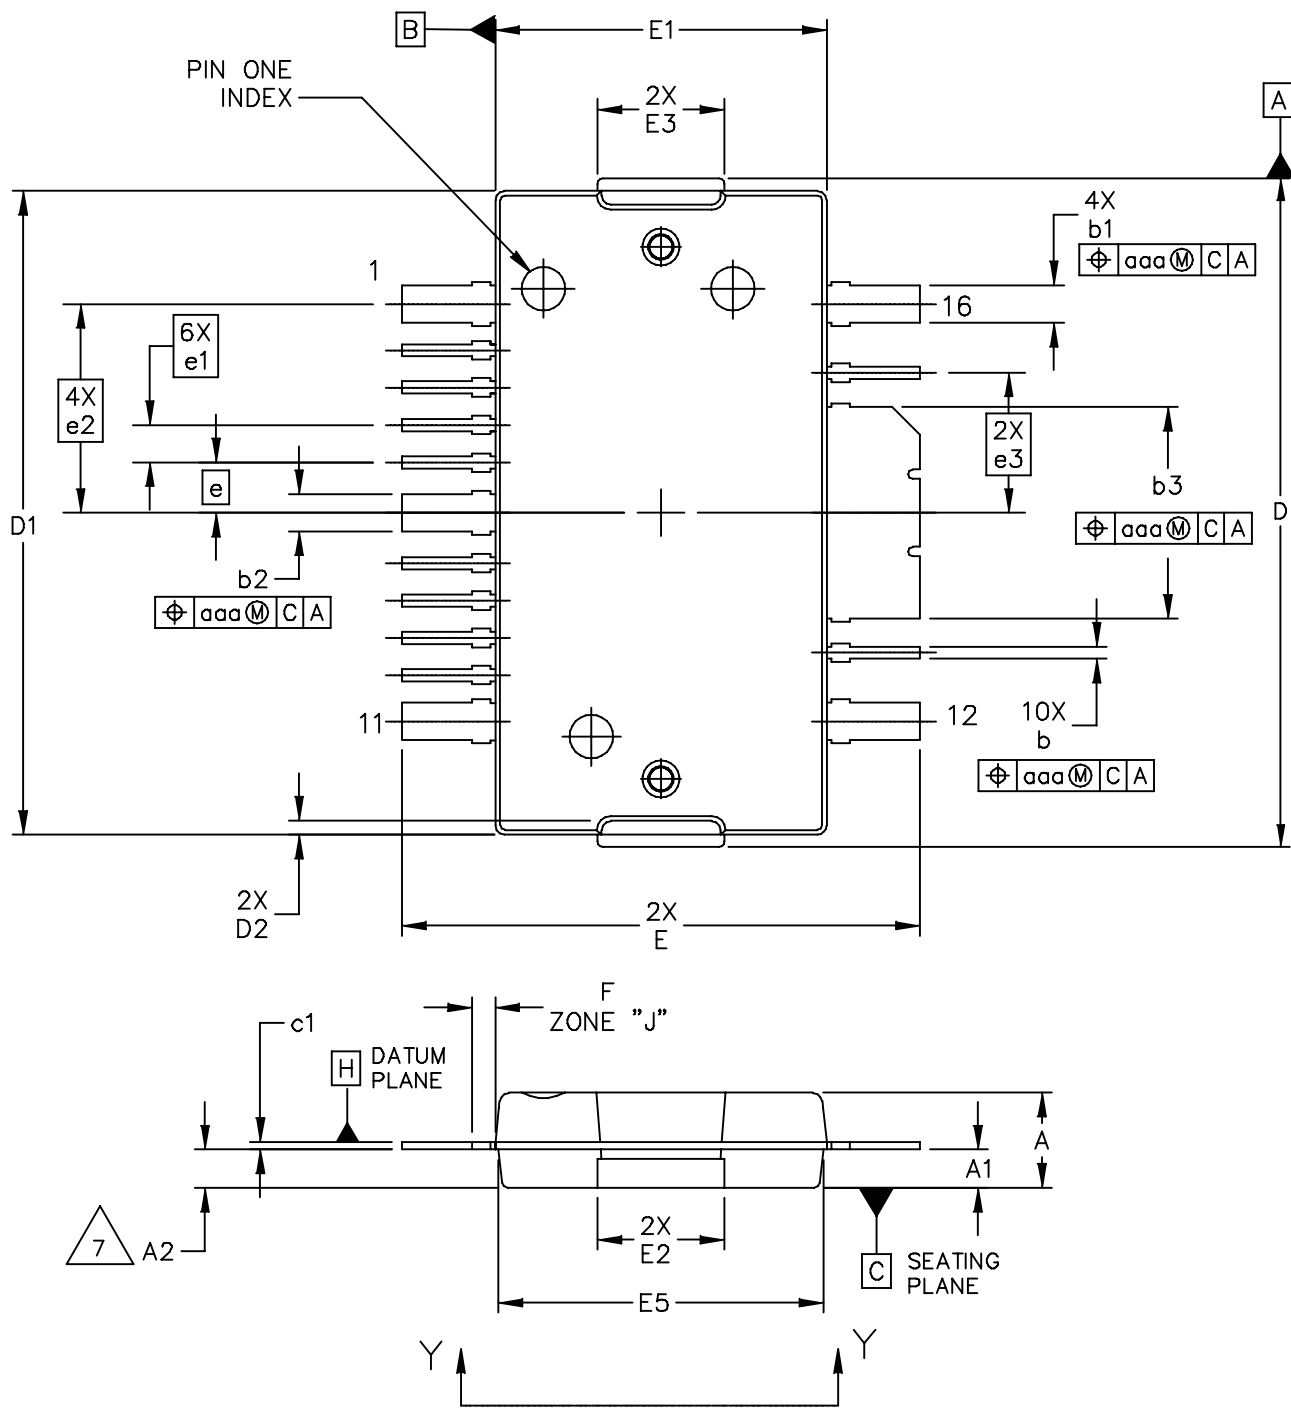 B
E1
PIN ONE
INDEX
2X
E3
A
4X
b1
⌖ aaa Ⓜ C A
1
16
6X
e1
4X
e2
2X
e3
e
b3
D1
⌖ aaa Ⓜ C A
D
b2
⌖ aaa Ⓜ C A
11
12
10X
b
⌖ aaa Ⓜ C A
2X
D2
2X
E
F
ZONE "J"
c1
H
DATUM
PLANE
A
A1
7
A2
2X
E2
C
SEATING
PLANE
E5
Y
Y